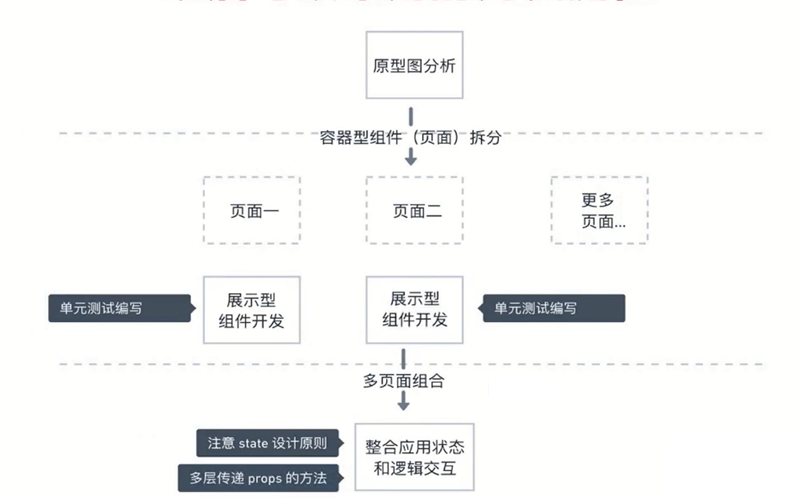 原型图分析
容器型组件（页面）拆分
页面一
页面二
更多
页面...
单元测试编写
展示型
组件开发
展示型
组件开发
单元测试编写
多页面组合
注意 state 设计原则
多层传递 props 的方法
整合应用状态
和逻辑交互